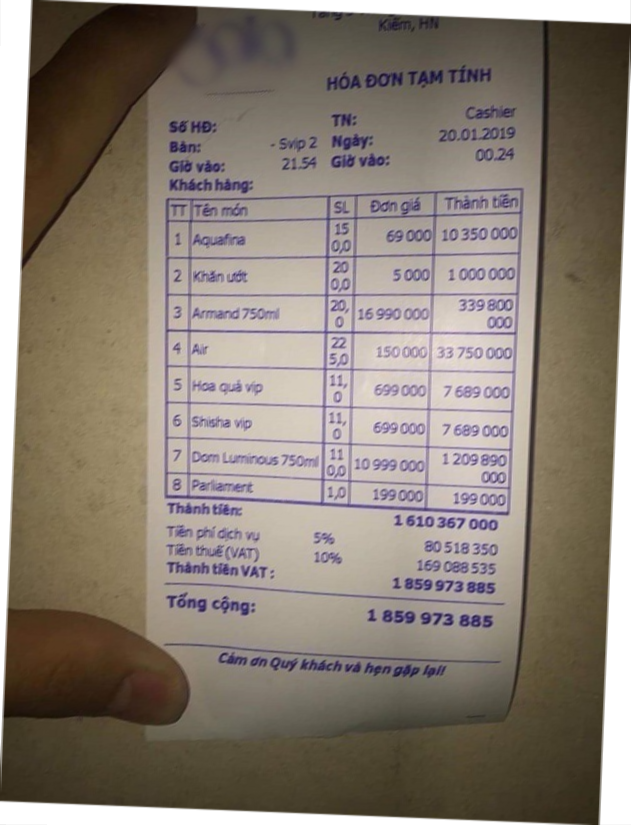 Kiếm, HN
HÓA ĐƠN TẠM TÍNH
Số HĐ: TN: Cashier
Bàn: - Svip 2 Ngày: 20.01.2019
Giờ vào: 21.54 Giờ vào: 00.24
Khách hàng:
TT Tên món SL Đơn giá Thành tiền
1 Aquafina 15 0,0 69 000 10 350 000
2 Khăn ướt 20 0,0 5 000 1 000 000
3 Armand 750ml 20, 0 16 990 000 339 800 000
4 Air 22 5,0 150 000 33 750 000
5 Hoa quả vip 11, 0 699 000 7 689 000
6 Shisha vip 11, 0 699 000 7 689 000
7 Dom Luminous 750ml 11 0,0 10 999 000 1 209 890 000
8 Parliament 1,0 199 000 199 000
Thành tiền: 1 610 367 000
Tiền phí dịch vụ 5% 80 518 350
Tiền thuế (VAT) 10% 169 088 535
Thành tiền VAT : 1 859 973 885
Tổng cộng: 1 859 973 885
Cảm ơn Quý khách và hẹn gặp lại!